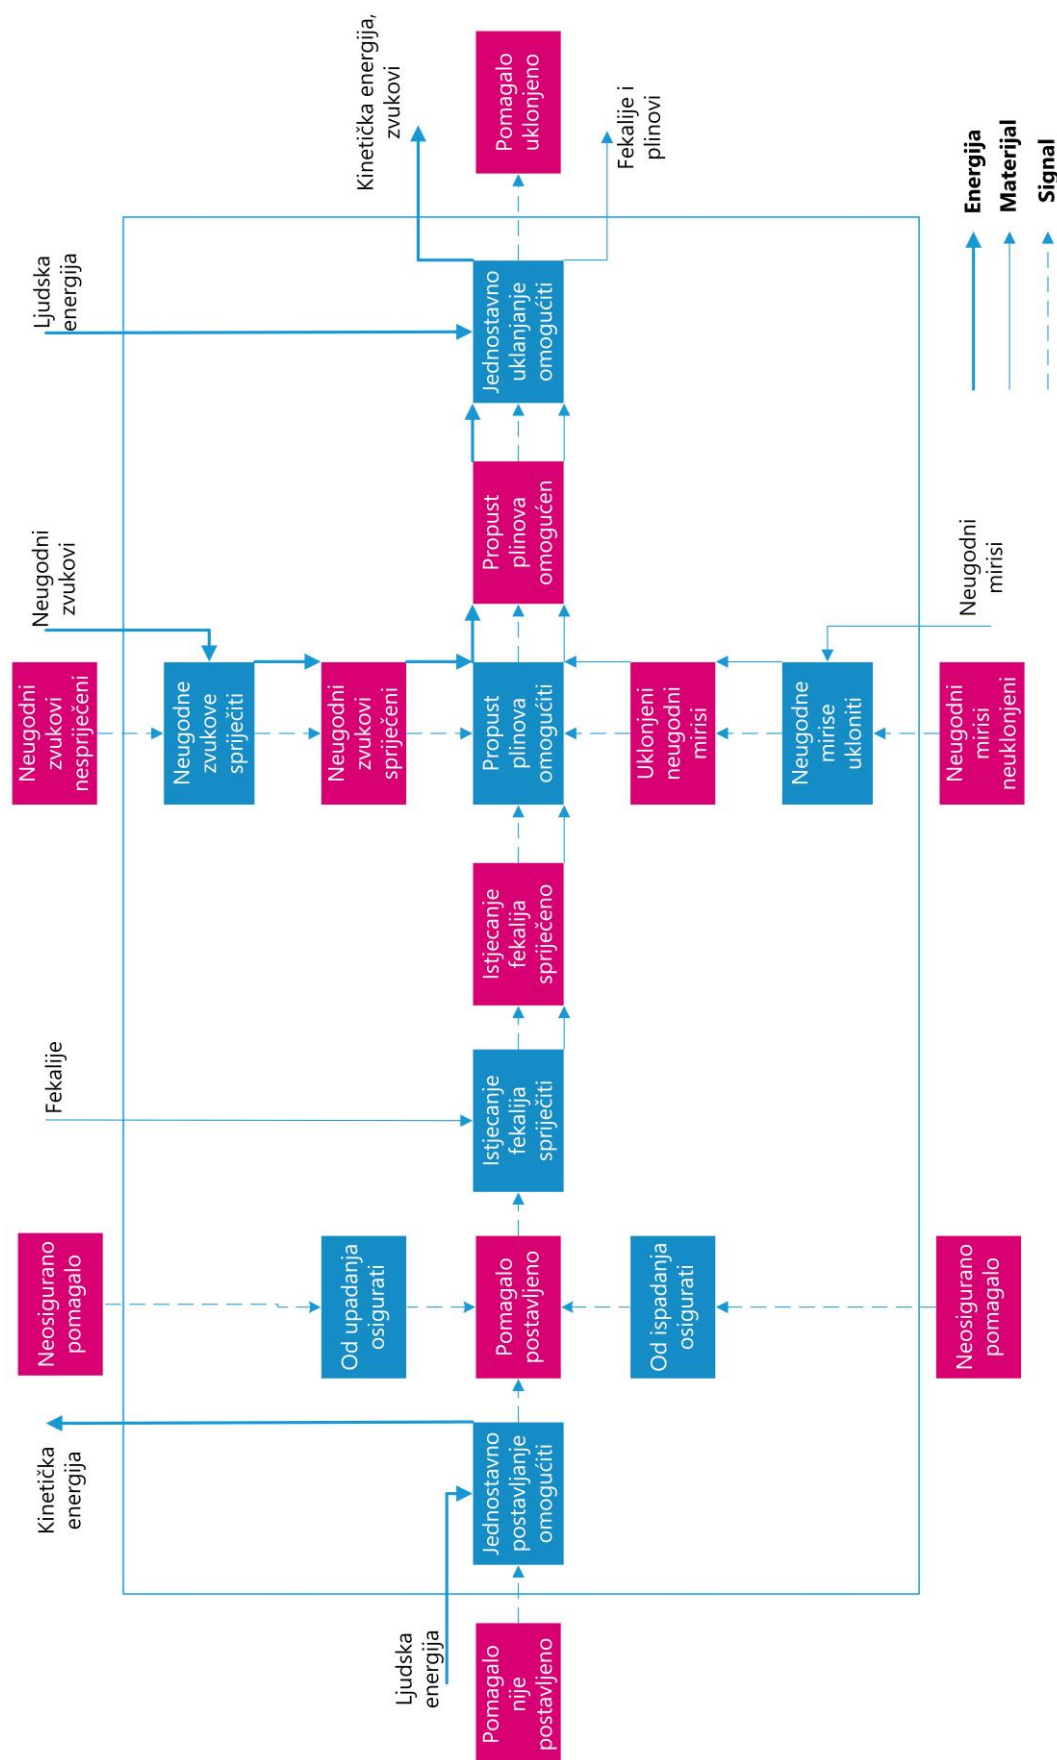 Kinetička
energija
Neosigurano
pomagalo
Fekalije
Neugodni
zvukovi
nespriječeni
Neugodni
zvukovi
Ljudska
energija
Neugodne
zvukove
spriječiti
Od upadanja
osigurati
Neugodni
zvukovi
spriječeni
Kinetička energija,
zvukovi
Ljudska
energija
Pomagalo
nije
postavljeno
Jednostavno
postavljanje
omogućiti
Pomagalo
postavljeno
Istjecanje
fekalija
spriječiti
Istjecanje
fekalija
spriječeno
Propust
plinova
omogućiti
Propust
plinova
omogućen
Jednostavno
uklanjanje
omogućiti
Pomagalo
uklonjeno
Od ispadanja
osigurati
Uklonjeni
neugodni
mirisi
Fekalije i
plinovi
Neugodne
mirise
ukloniti
Neosigurano
pomagalo
Neugodni
mirisi
neuklonjeni
Neugodni
mirisi
Energija
Materijal
Signal